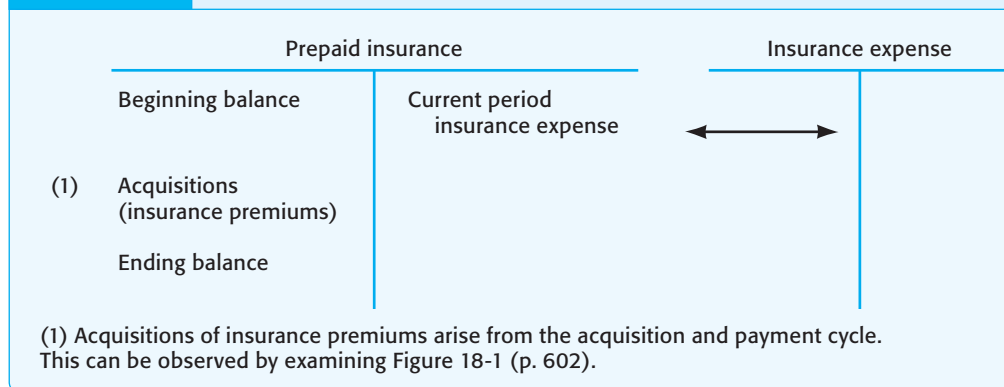 Prepaid insurance Insurance expense
Beginning balance Current period
insurance expense
(1) Acquisitions
(insurance premiums)
Ending balance
(1) Acquisitions of insurance premiums arise from the acquisition and payment cycle.
This can be observed by examining Figure 18-1 (p. 602).